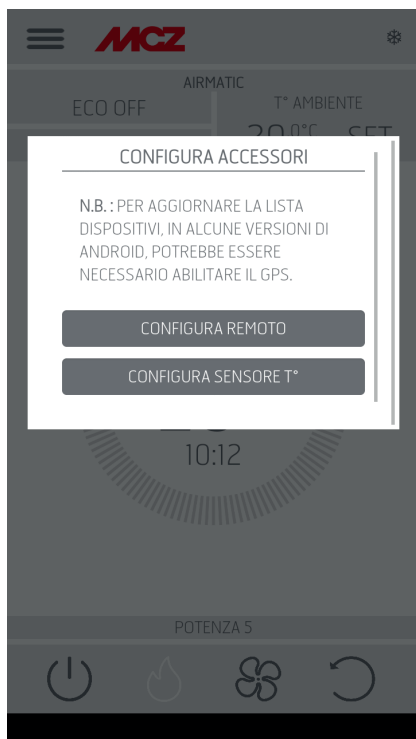 MCZ
AIRMATIC
ECO OFF
T° AMBIENTE
CONFIGURA ACCESSORI
N.B. : PER AGGIORNARE LA LISTA
DISPOSITIVI, IN ALCUNE VERSIONI DI
ANDROID, POTREBBE ESSERE
NECESSARIO ABILITARE IL GPS.
CONFIGURA REMOTO
CONFIGURA SENSORE T°
10:12
POTENZA 5